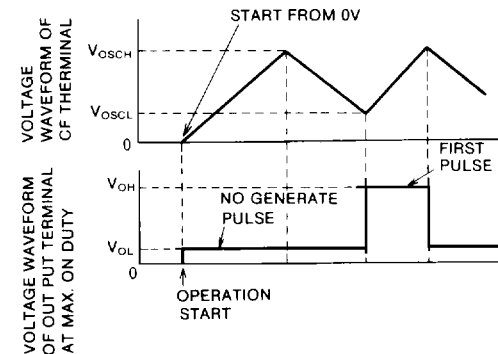 START FROM 0V
VOLTAGE
WAVEFORM OF
CF THERMINAL
VOSCH
VOSCL
0
FIRST
PULSE
VOH
NO GENERATE
PULSE
VOL
0
OPERATION
START
VOLTAGE WAVEFORM
OF OUT PUT TERMINAL
AT MAX. ON DUTY